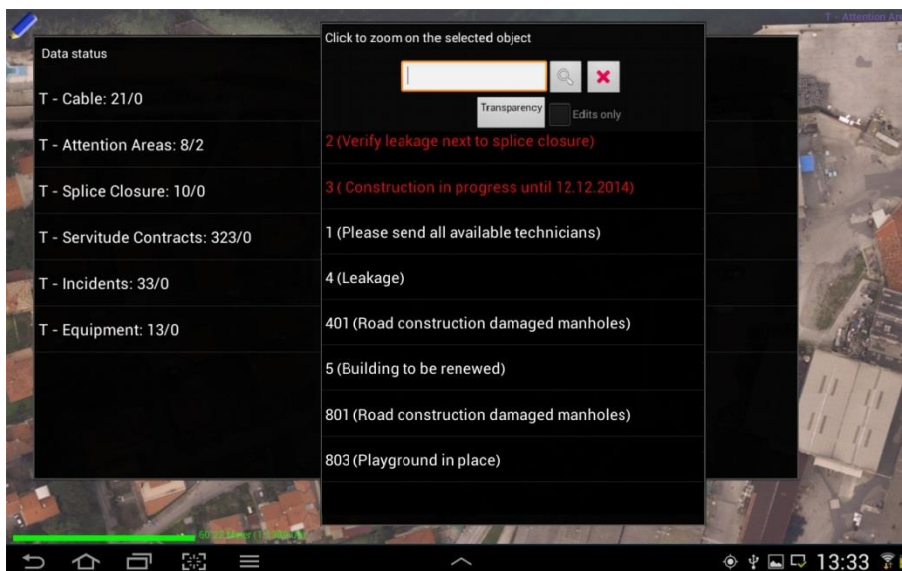 T - Attention Are
Data status
T - Cable: 21/0
T - Attention Areas: 8/2
T - Splice Closure: 10/0
T - Servitude Contracts: 323/0
T - Incidents: 33/0
T - Equipment: 13/0
Click to zoom on the selected object
Transparency
Edits only
2 (Verify leakage next to splice closure)
3 ( Construction in progress until 12.12.2014)
1 (Please send all available technicians)
4 (Leakage)
401 (Road construction damaged manholes)
5 (Building to be renewed)
801 (Road construction damaged manholes)
803 (Playground in place)
13:33